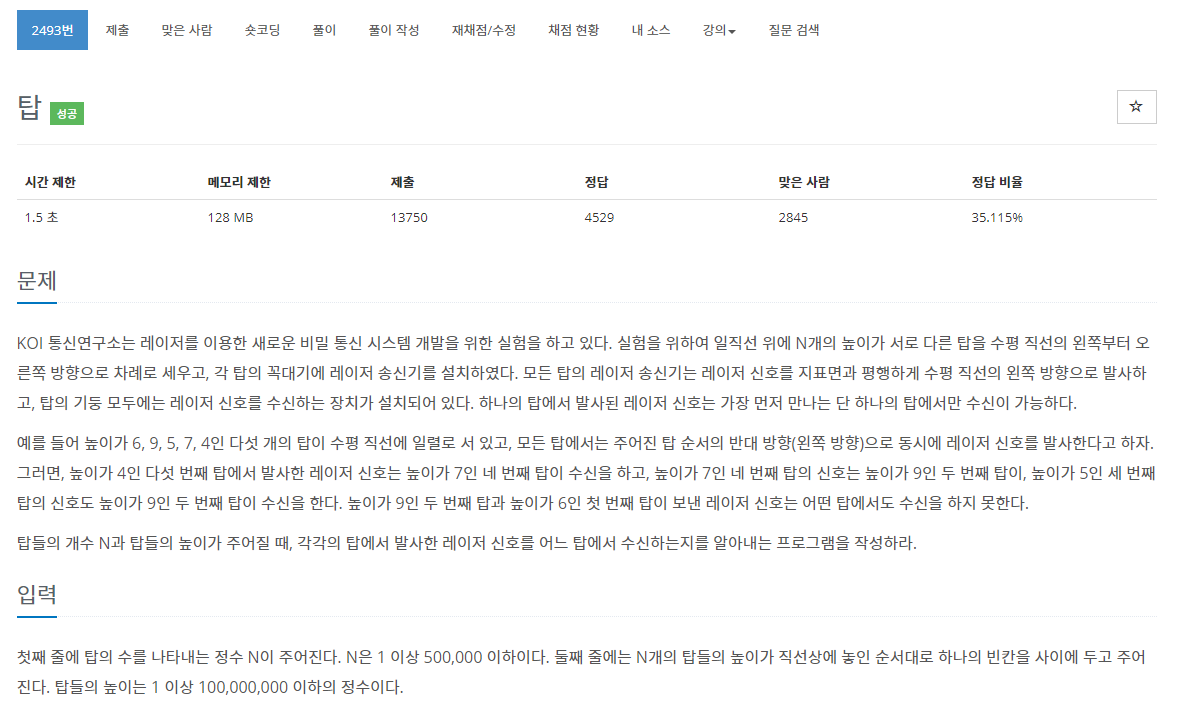 2493번 제출 맞은 사람 숏코딩 풀이 풀이 작성 재채점/수정 채점 현황 내 소스 강의 질문 검색
탑 성공
시간 제한 메모리 제한 제출 정답 맞은 사람 정답 비율
1.5 초 128 MB 13750 4529 2845 35.115%
문제
KOI 통신연구소는 레이저를 이용한 새로운 비밀 통신 시스템 개발을 위한 실험을 하고 있다. 실험을 위하여 일직선 위에 N개의 높이가 서로 다른 탑을 수평 직선의 왼쪽부터 오
른쪽 방향으로 차례로 세우고, 각 탑의 꼭대기에 레이저 송신기를 설치하였다. 모든 탑의 레이저 송신기는 레이저 신호를 지표면과 평행하게 수평 직선의 왼쪽 방향으로 발사하
고, 탑의 기둥 모두에는 레이저 신호를 수신하는 장치가 설치되어 있다. 하나의 탑에서 발사된 레이저 신호는 가장 먼저 만나는 단 하나의 탑에서만 수신이 가능하다.
예를 들어 높이가 6, 9, 5, 7, 4인 다섯 개의 탑이 수평 직선에 일렬로 서 있고, 모든 탑에서는 주어진 탑 순서의 반대 방향(왼쪽 방향)으로 동시에 레이저 신호를 발사한다고 하자.
그러면, 높이가 4인 다섯 번째 탑에서 발사한 레이저 신호는 높이가 7인 네 번째 탑이 수신을 하고, 높이가 7인 네 번째 탑의 신호는 높이가 9인 두 번째 탑이, 높이가 5인 세 번째
탑의 신호도 높이가 9인 두 번째 탑이 수신을 한다. 높이가 9인 두 번째 탑과 높이가 6인 첫 번째 탑이 보낸 레이저 신호는 어떤 탑에서도 수신을 하지 못한다.
탑들의 개수 N과 탑들의 높이가 주어질 때, 각각의 탑에서 발사한 레이저 신호를 어느 탑에서 수신하는지를 알아내는 프로그램을 작성하라.
입력
첫째 줄에 탑의 수를 나타내는 정수 N이 주어진다. N은 1 이상 500,000 이하이다. 둘째 줄에는 N개의 탑들의 높이가 직선상에 놓인 순서대로 하나의 빈칸을 사이에 두고 주어
진다. 탑들의 높이는 1 이상 100,000,000 이하의 정수이다.